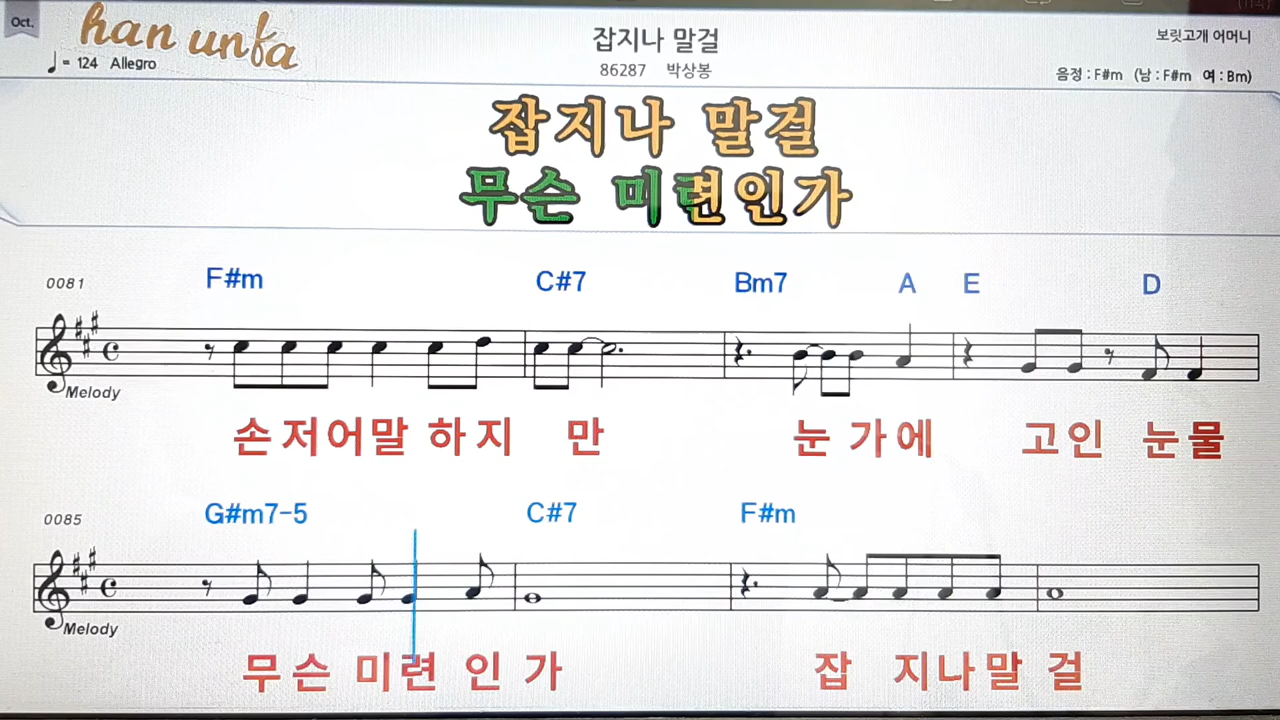 Oct.
han unfa
♩= 124 Allegro
잡지나 말걸
86287 박상봉
보릿고개 어머니
음정 : F#m (남 : F#m 여 : Bm)
잡지나 말걸
무슨 미련인가
0081
F#m C#7 Bm7 A E D
Melody
손저어말 하지 만 눈 가에 고인 눈물
0085
G#m7-5 C#7 F#m
Melody
무슨 미련 인 가 잡 지나말 걸